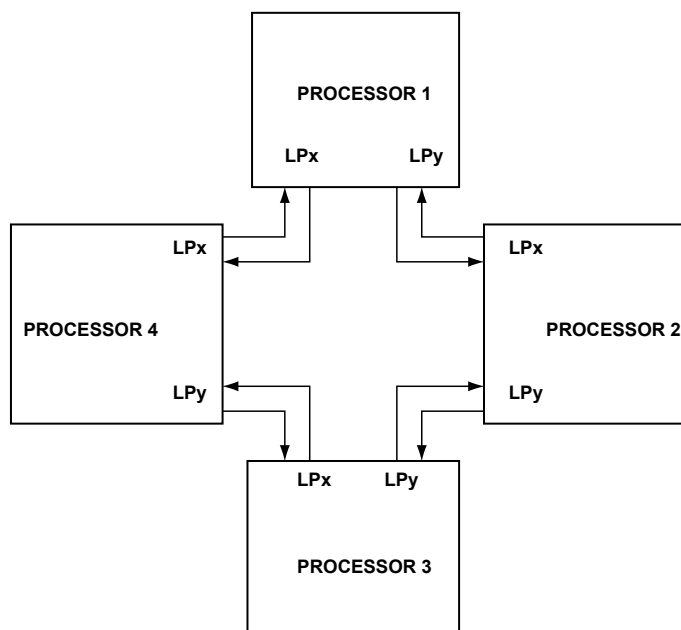 PROCESSOR 1
LPx LPy
LPx
LPx
PROCESSOR 4
PROCESSOR 2
LPy
LPy
LPx LPy
PROCESSOR 3